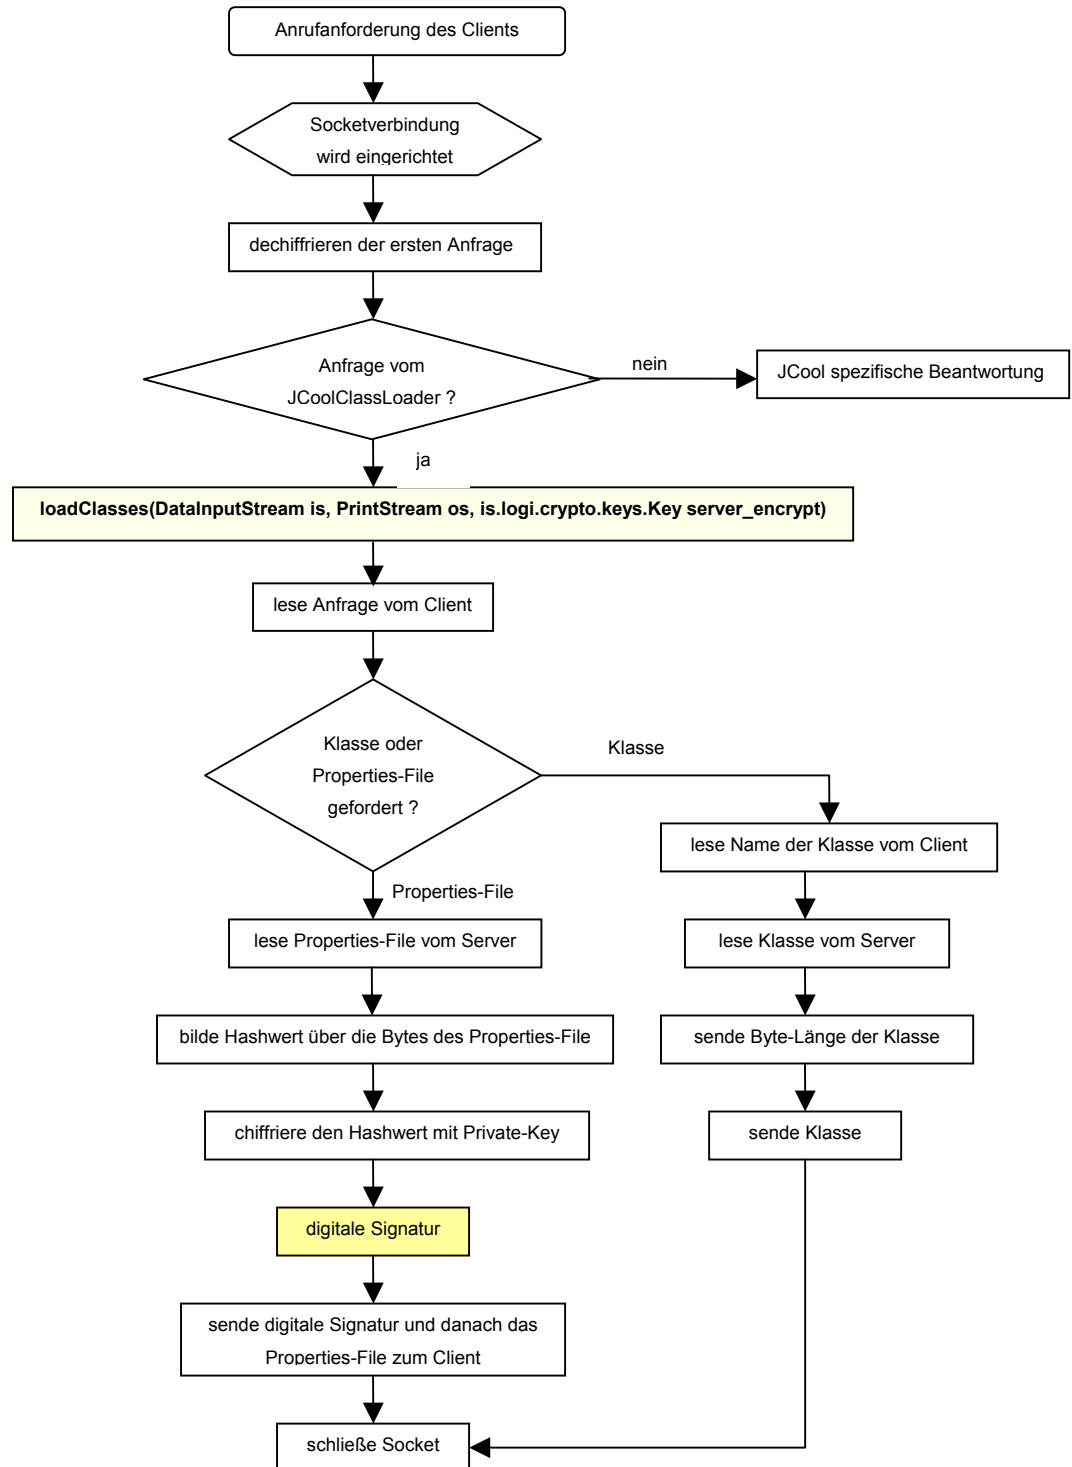 Anrufanforderung des Clients
Socketverbindung
wird eingerichtet
dechiffrieren der ersten Anfrage
Anfrage vom
JCoolClassLoader ?
nein
JCool spezifische Beantwortung
ja
loadClasses(DataInputStream is, PrintStream os, is.logi.crypto.keys.Key server_encrypt)
lese Anfrage vom Client
Klasse oder
Properties-File
gefordert ?
Klasse
lese Name der Klasse vom Client
Properties-File
lese Properties-File vom Server
lese Klasse vom Server
bilde Hashwert über die Bytes des Properties-File
sende Byte-Länge der Klasse
chiffriere den Hashwert mit Private-Key
sende Klasse
digitale Signatur
sende digitale Signatur und danach das
Properties-File zum Client
schließe Socket